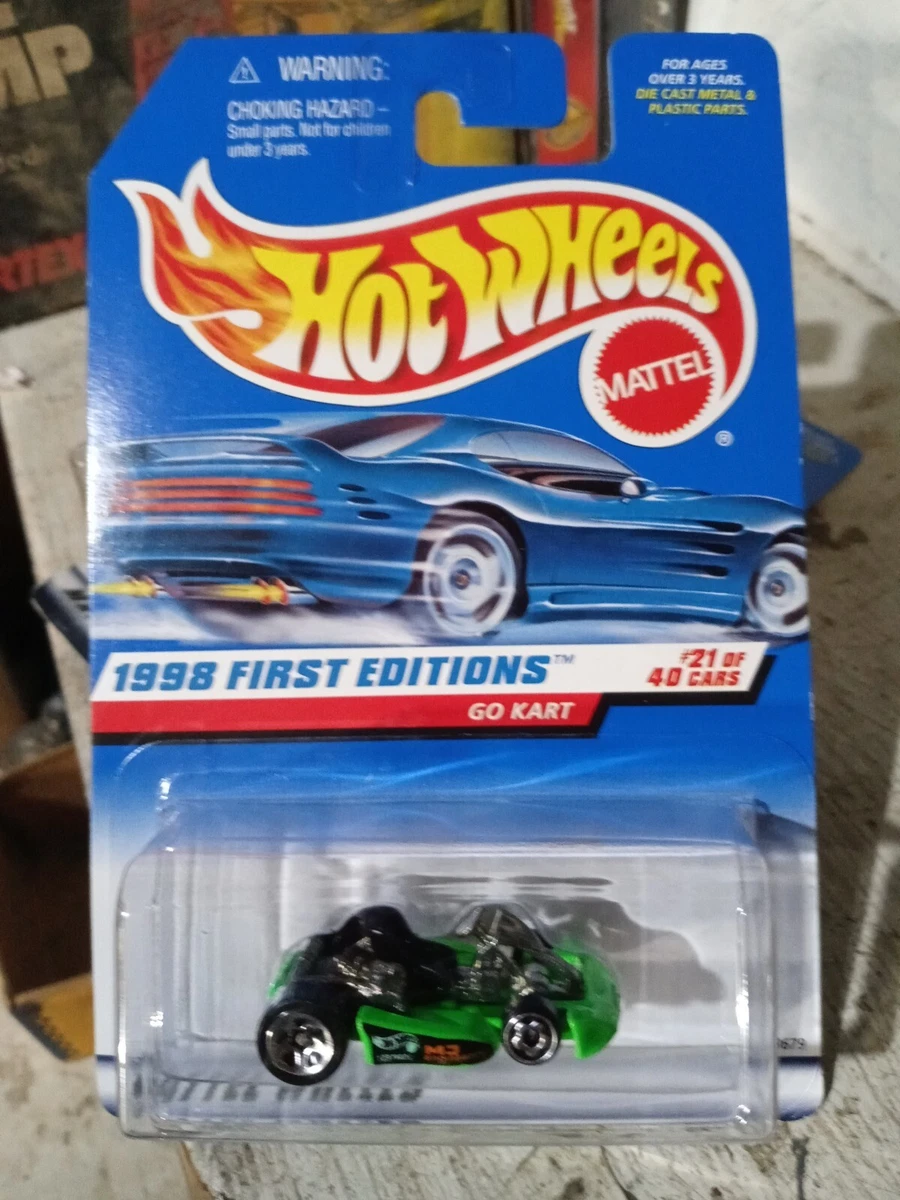 MP
WARNING:
CHOKING HAZARD –
Small parts. Not for children
under 3 years.
FOR AGES
OVER 3 YEARS.
DIE CAST METAL &
PLASTIC PARTS.
HOT WHEELS
MATTEL
®
1998 FIRST EDITIONS™
#21 OF
40 CARS
GO KART